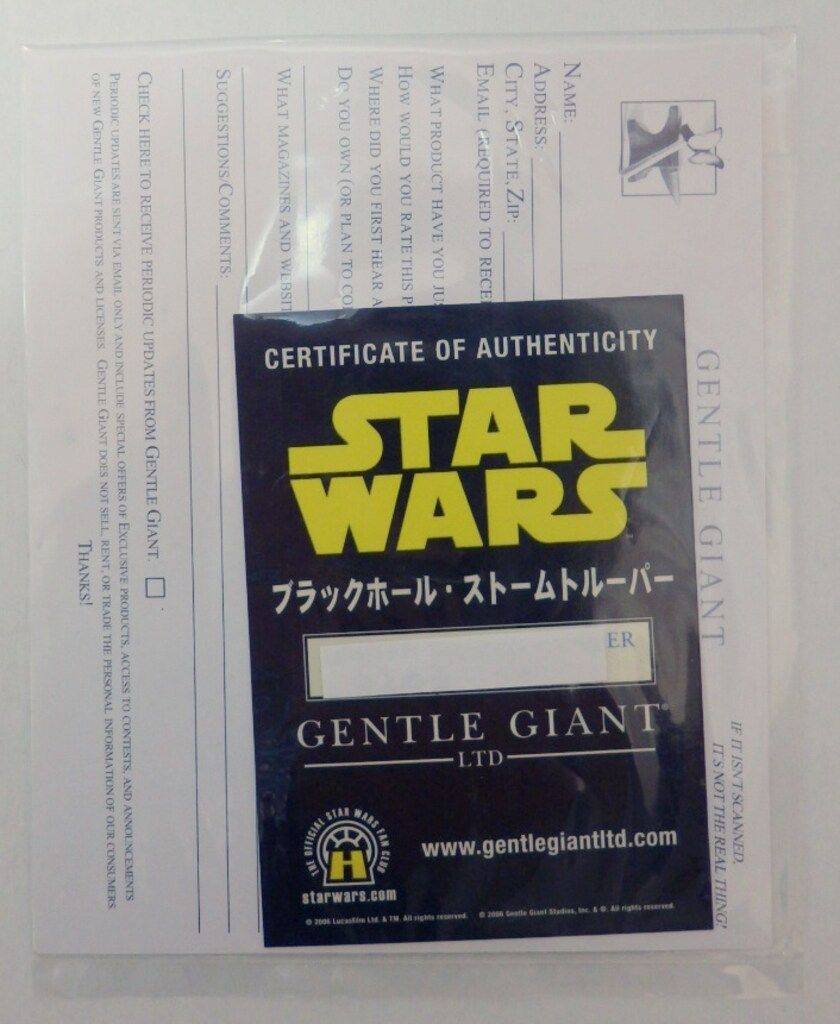 CERTIFICATE OF AUTHENTICITY
STAR
WARS
ブラックホール・ストームトルーパー
ER
GENTLE GIANT®
LTD
THE OFFICIAL STAR WARS FAN CLUB
H
starwars.com
www.gentlegiantltd.com
© 2006 Lucasfilm Ltd. & TM. All rights reserved.
© 2006 Gentle Giant Studios, Inc. & ®. All rights reserved.
GENTLE GIANT
IF IT ISN'T SCANNED,
IT'S NOT THE REAL THING!
NAME:
ADDRESS:
CITY, STATE, ZIP:
EMAIL (REQUIRED TO RECE
WHAT PRODUCT HAVE YOU JUS
HOW WOULD YOU RATE THIS P
WHERE DID YOU FIRST HEAR A
DO YOU OWN (OR PLAN TO CO
WHAT MAGAZINES AND WEBSIT
SUGGESTIONS/COMMENTS:
CHECK HERE TO RECEIVE PERIODIC UPDATES FROM GENTLE GIANT.
PERIODIC UPDATES ARE SENT VIA EMAIL ONLY AND INCLUDE SPECIAL OFFERS OF EXCLUSIVE PRODUCTS, ACCESS TO CONTESTS, AND ANNOUNCEMENTS
OF NEW GENTLE GIANT PRODUCTS AND LICENSES. GENTLE GIANT DOES NOT SELL, RENT, OR TRADE THE PERSONAL INFORMATION OF OUR CONSUMERS.
THANKS!